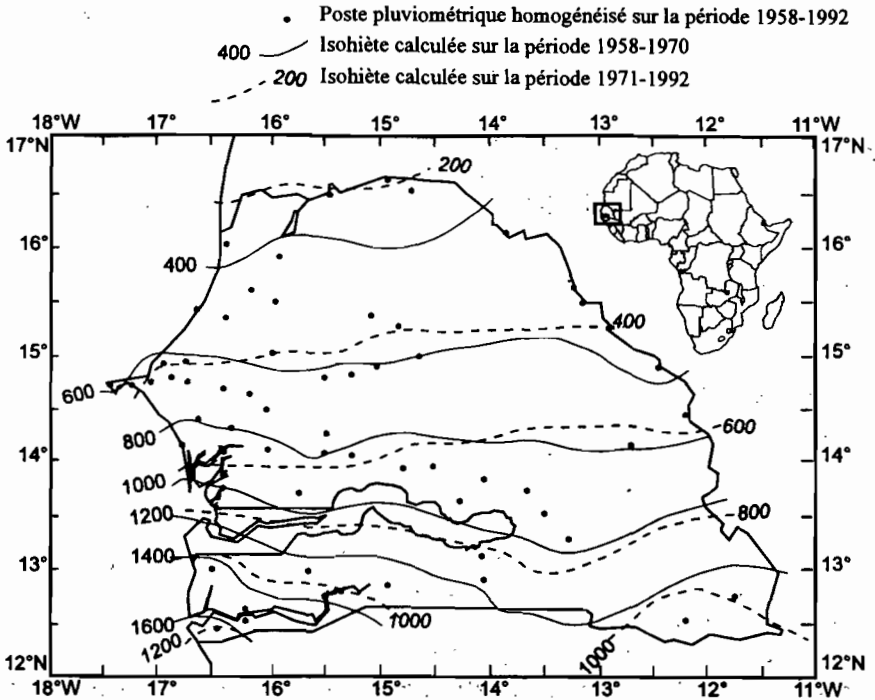 Poste pluviométrique homogénéisé sur la période 1958-1992
400 Isohiète calculée sur la période 1958-1970
200 Isohiète calculée sur la période 1971-1992
18°W 17° 16° 15° 14° 13° 12° 11°W
17°N 17°N
200
16° 16°
400
400
15° 15°
600
600
800
14° 14°
1000
800
1200
13° 13°
1400
1600
1000
1200
1000
12°N 12°N
18°W 17° 16° 15° 14° 13° 12° 11°W